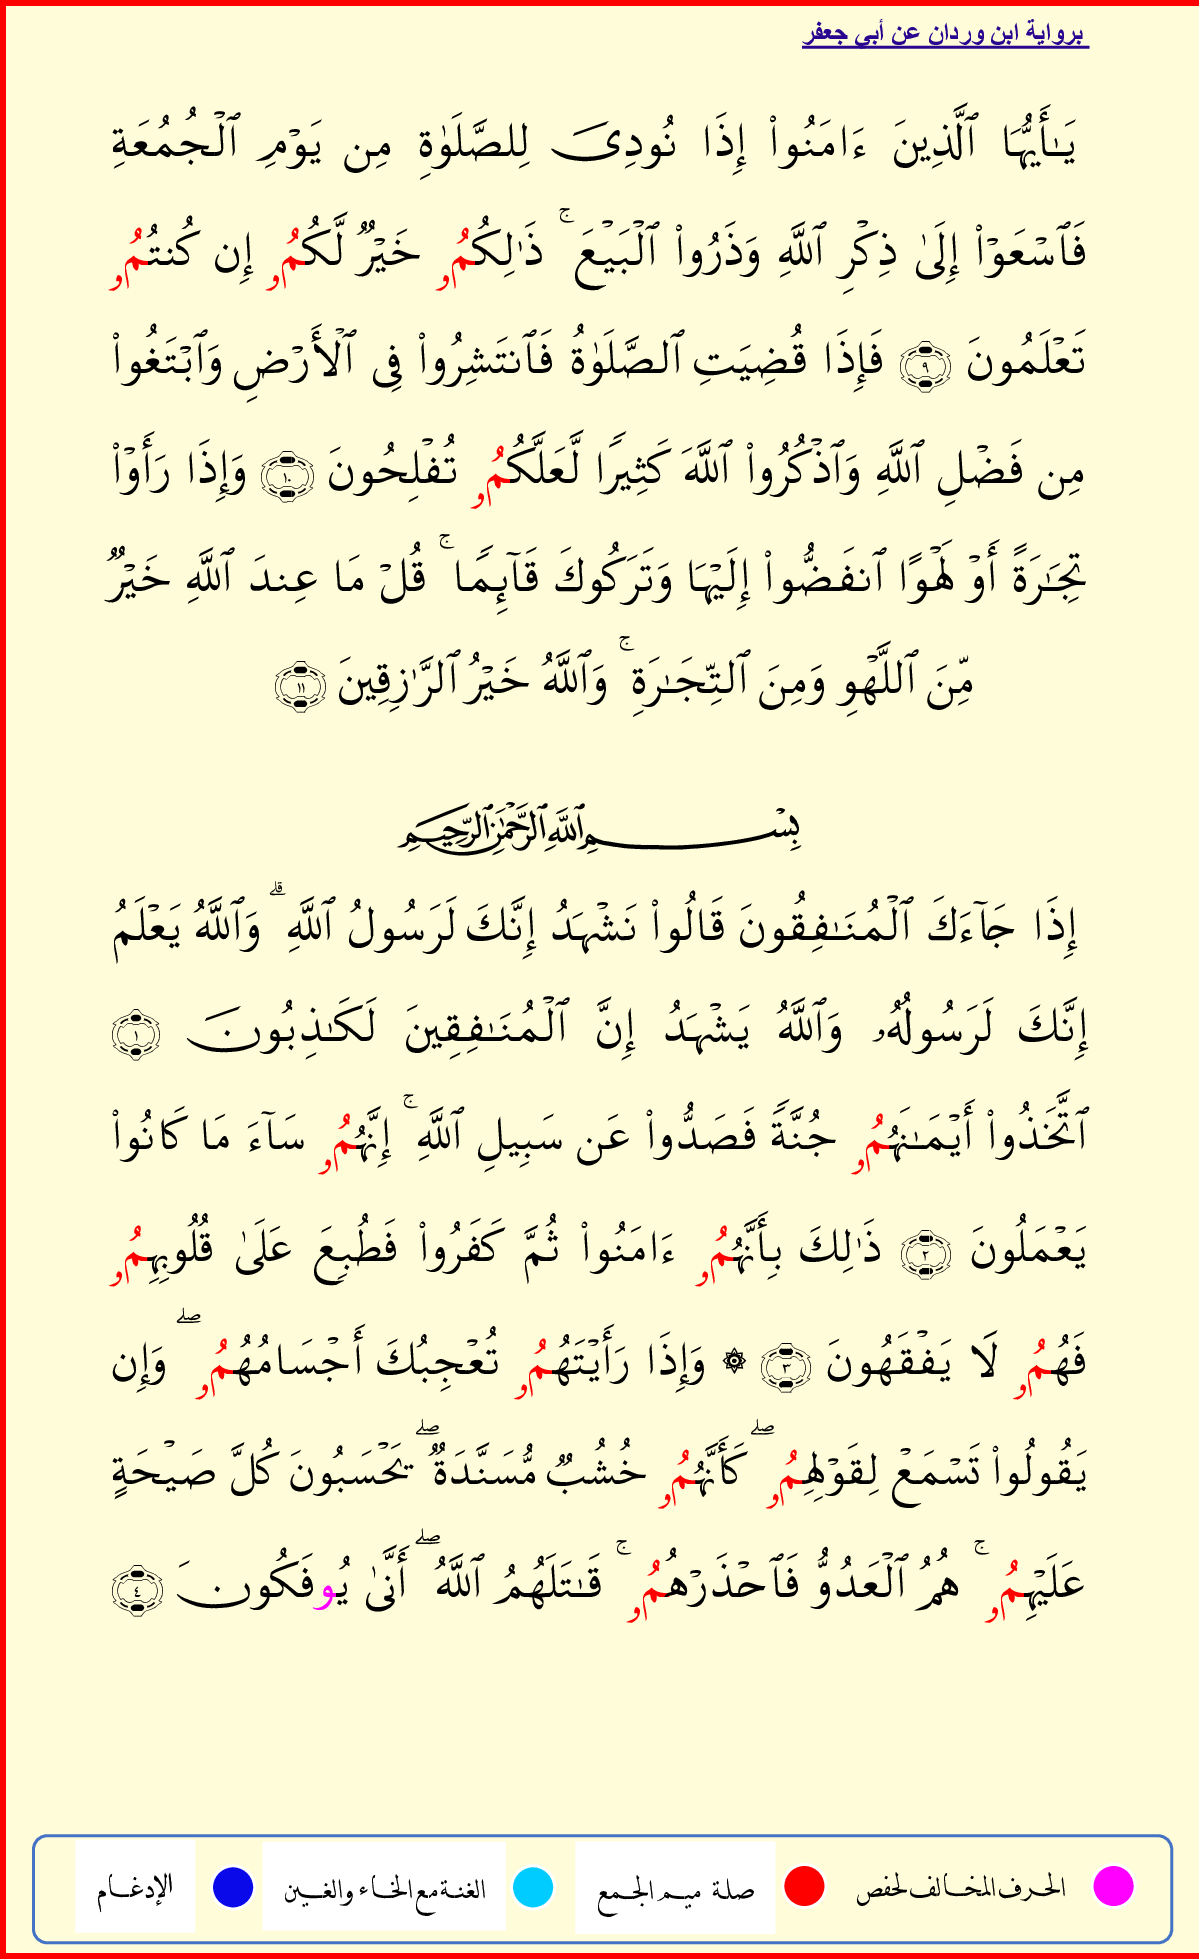 برواية ابن وردان عن أبي جعفر
يَـٰٓأَيُّهَا ٱلَّذِينَ ءَامَنُوا۟ إِذَا نُودِىَ لِلصَّلَوٰةِ مِن يَوْمِ ٱلْجُمُعَةِ
فَٱسْعَوْا۟ إِلَىٰ ذِكْرِ ٱللَّهِ وَذَرُوا۟ ٱلْبَيْعَ ۚ ذَٰلِكُمُۥ خَيْرٌ لَّكُمُۥ إِن كُنتُمُۥ
تَعْلَمُونَ ٩ فَإِذَا قُضِيَتِ ٱلصَّلَوٰةُ فَٱنتَشِرُوا۟ فِى ٱلْأَرْضِ وَٱبْتَغُوا۟
مِن فَضْلِ ٱللَّهِ وَٱذْكُرُوا۟ ٱللَّهَ كَثِيرًا لَّعَلَّكُمُۥ تُفْلِحُونَ ١٠ وَإِذَا رَأَوْا۟
تِجَـٰرَةً أَوْ لَهْوًا ٱنفَضُّوا۟ إِلَيْهَا وَتَرَكُوكَ قَآئِمًا ۚ قُلْ مَا عِندَ ٱللَّهِ خَيْرٌ
مِّنَ ٱللَّهْوِ وَمِنَ ٱلتِّجَـٰرَةِ ۚ وَٱللَّهُ خَيْرُ ٱلرَّٰزِقِينَ ١١
بِسْمِ ٱللَّهِ ٱلرَّحْمَـٰنِ ٱلرَّحِيمِ
إِذَا جَآءَكَ ٱلْمُنَـٰفِقُونَ قَالُوا۟ نَشْهَدُ إِنَّكَ لَرَسُولُ ٱللَّهِ ۗ وَٱللَّهُ يَعْلَمُ
إِنَّكَ لَرَسُولُهُۥ وَٱللَّهُ يَشْهَدُ إِنَّ ٱلْمُنَـٰفِقِينَ لَكَـٰذِبُونَ ١
ٱتَّخَذُوا۟ أَيْمَـٰنَهُمُۥ جُنَّةً فَصَدُّوا۟ عَن سَبِيلِ ٱللَّهِ ۚ إِنَّهُمُۥ سَآءَ مَا كَانُوا۟
يَعْمَلُونَ ٢ ذَٰلِكَ بِأَنَّهُمُۥ ءَامَنُوا۟ ثُمَّ كَفَرُوا۟ فَطُبِعَ عَلَىٰ قُلُوبِهِمُۥ
فَهُمُۥ لَا يَفْقَهُونَ ٣ ۞ وَإِذَا رَأَيْتَهُمُۥ تُعْجِبُكَ أَجْسَامُهُمُۥ ۖ وَإِن
يَقُولُوا۟ تَسْمَعْ لِقَوْلِهِمُۥ ۖ كَأَنَّهُمُۥ خُشُبٌ مُّسَنَّدَةٌ ۖ يَحْسَبُونَ كُلَّ صَيْحَةٍ
عَلَيْهِمُۥ ۚ هُمُ ٱلْعَدُوُّ فَٱحْذَرْهُمُۥ ۚ قَـٰتَلَهُمُ ٱللَّهُ ۖ أَنَّىٰ يُوفَكُونَ ٤
الحرف المخالف لحفص صلة ميم الجمع الغنة مع الخاء والغين الإدغام